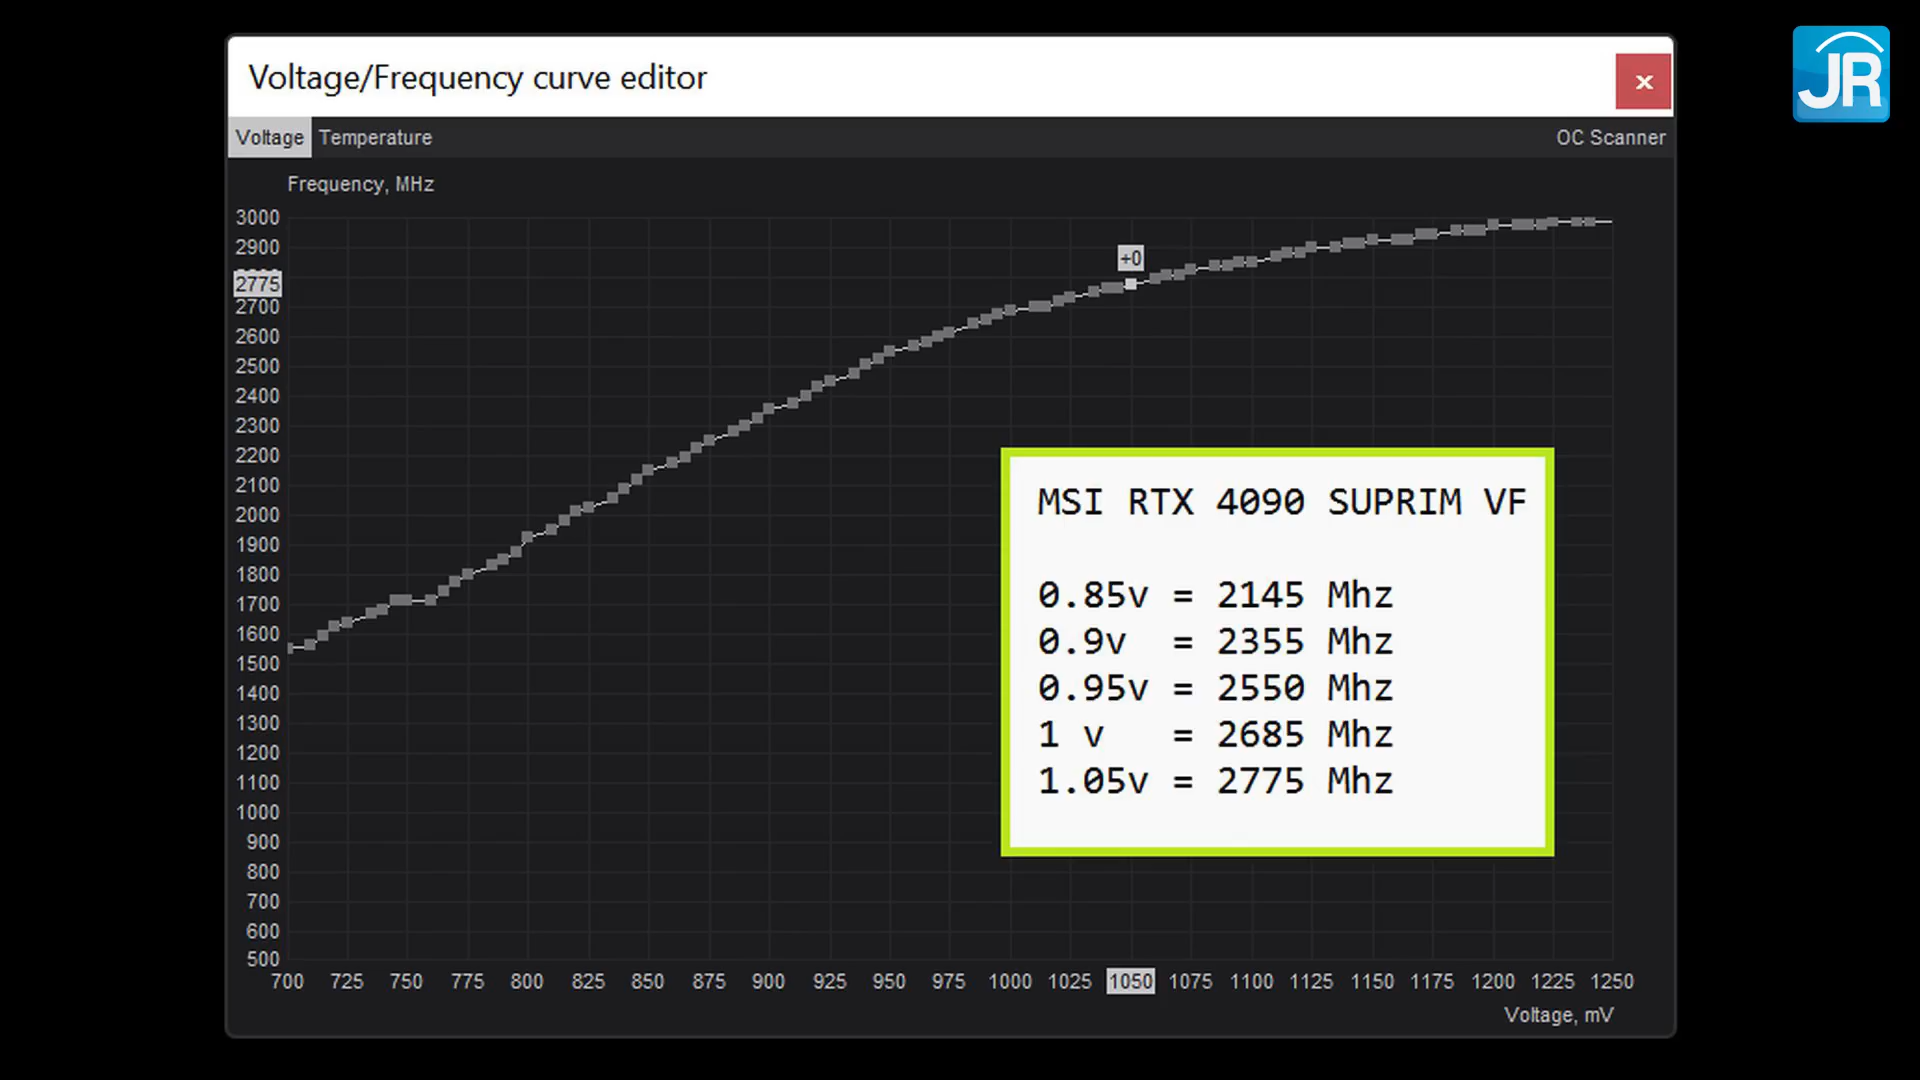 JR
Voltage/Frequency curve editor
x
Voltage Temperature OC Scanner
Frequency, MHz
3000
2900
2775
2700
2600
2500
2400
2300
2200
2100
2000
1900
1800
1700
1600
1500
1400
1300
1200
1100
1000
900
800
700
600
500
+0
MSI RTX 4090 SUPRIM VF
0.85v = 2145 Mhz
0.9v = 2355 Mhz
0.95v = 2550 Mhz
1 v = 2685 Mhz
1.05v = 2775 Mhz
700 725 750 775 800 825 850 875 900 925 950 975 1000 1025 1050 1075 1100 1125 1150 1175 1200 1225 1250
Voltage, mV